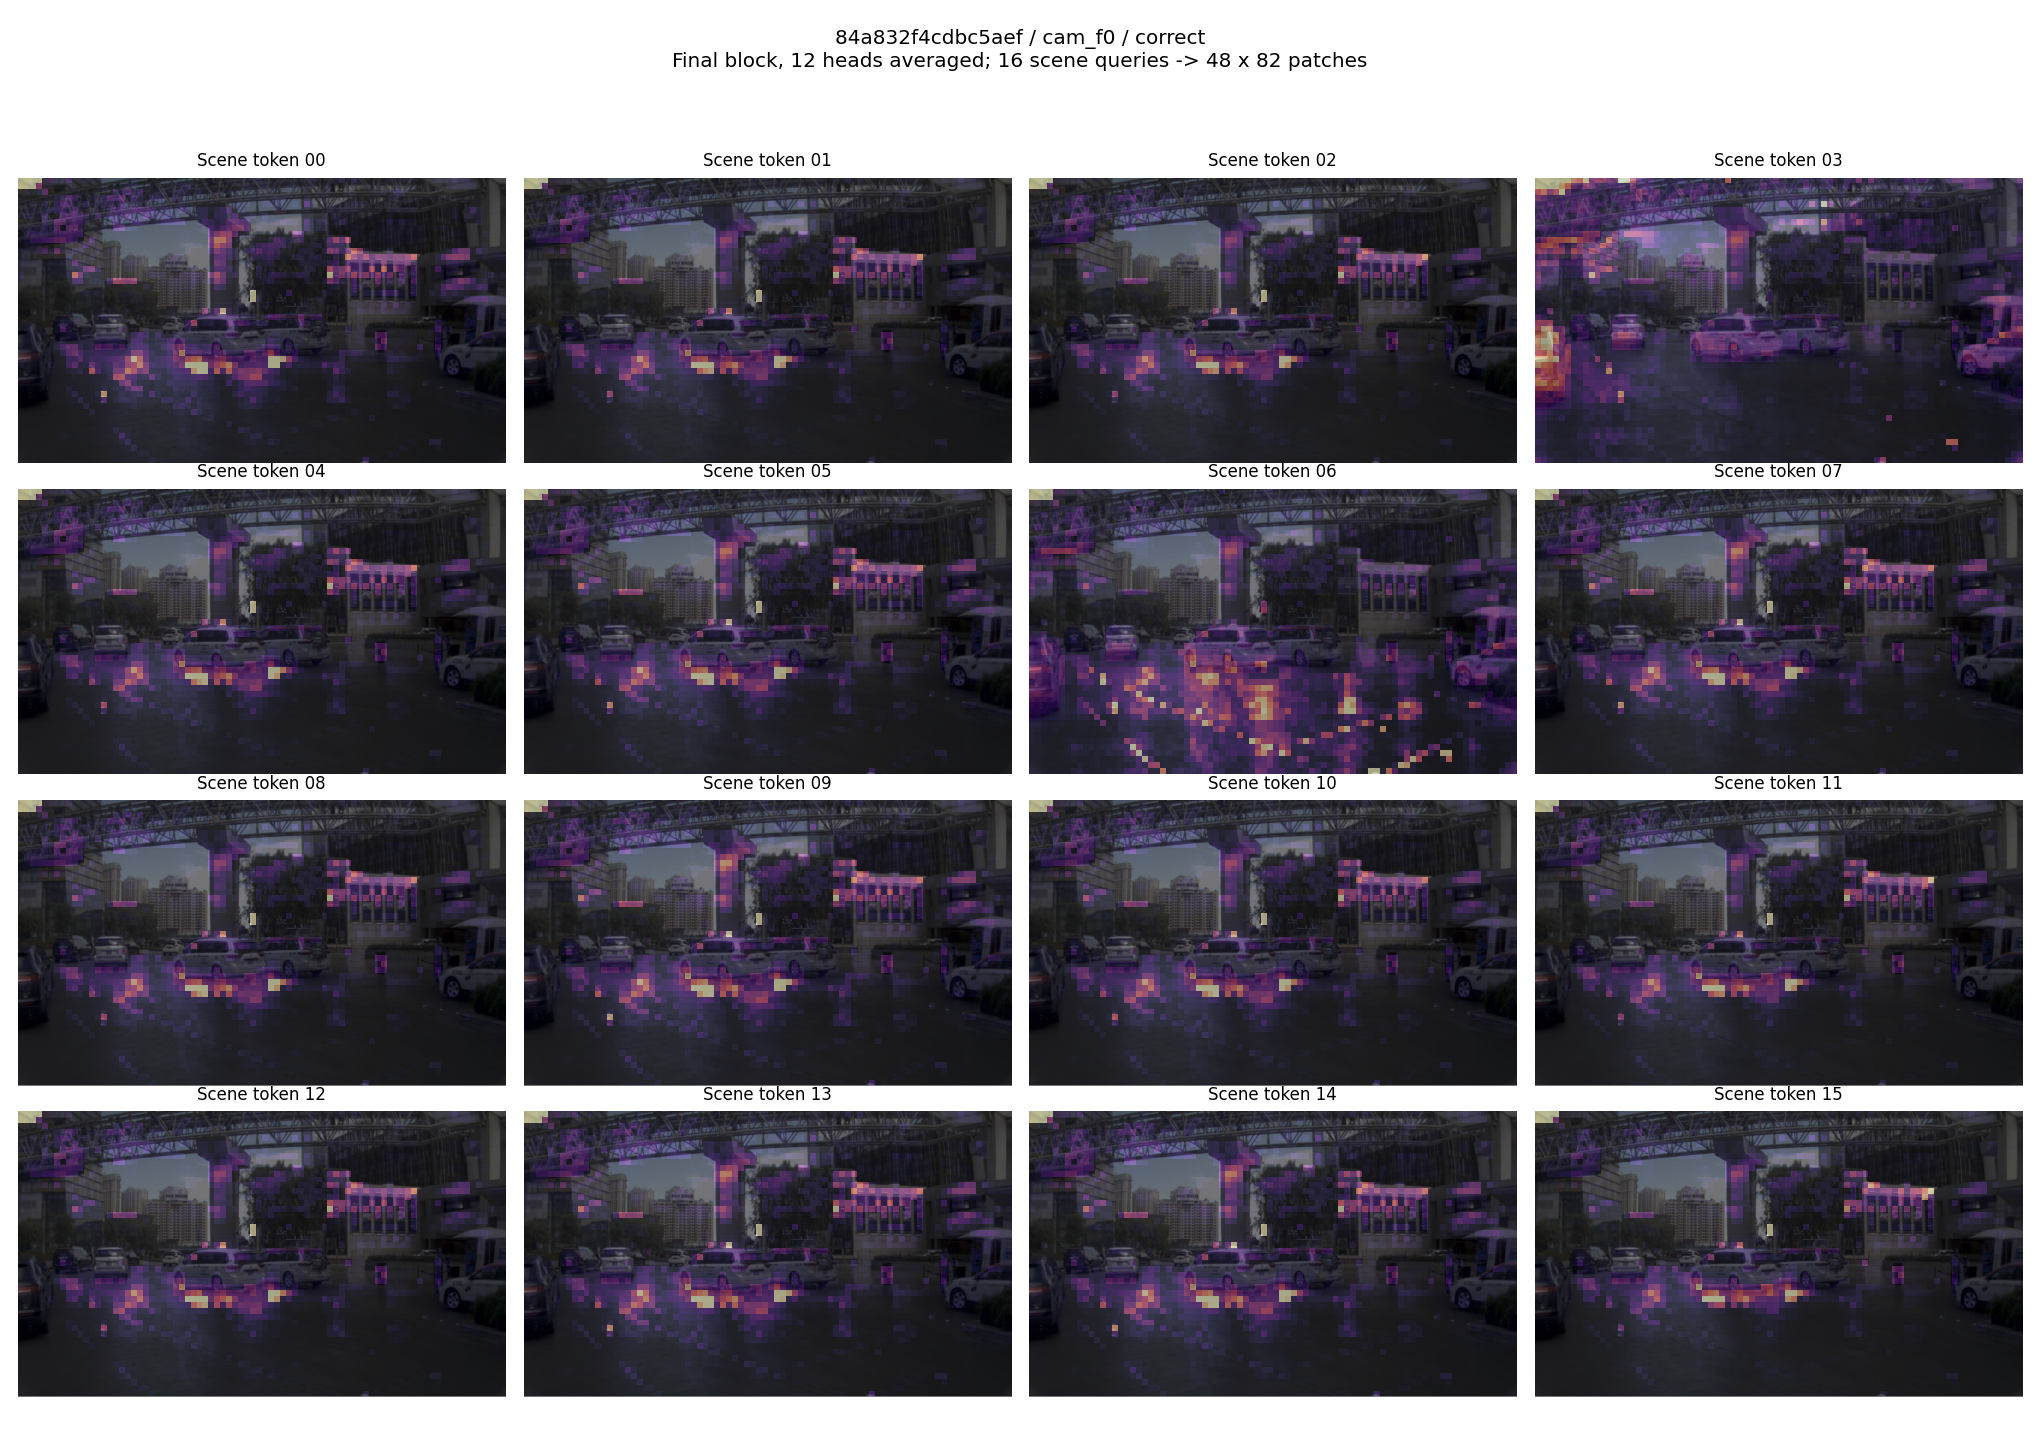 84a832f4cdbc5aef / cam_f0 / correct
Final block, 12 heads averaged; 16 scene queries -> 48 x 82 patches
Scene token 00
Scene token 01
Scene token 02
Scene token 03
Scene token 04
Scene token 05
Scene token 06
Scene token 07
Scene token 08
Scene token 09
Scene token 10
Scene token 11
Scene token 12
Scene token 13
Scene token 14
Scene token 15